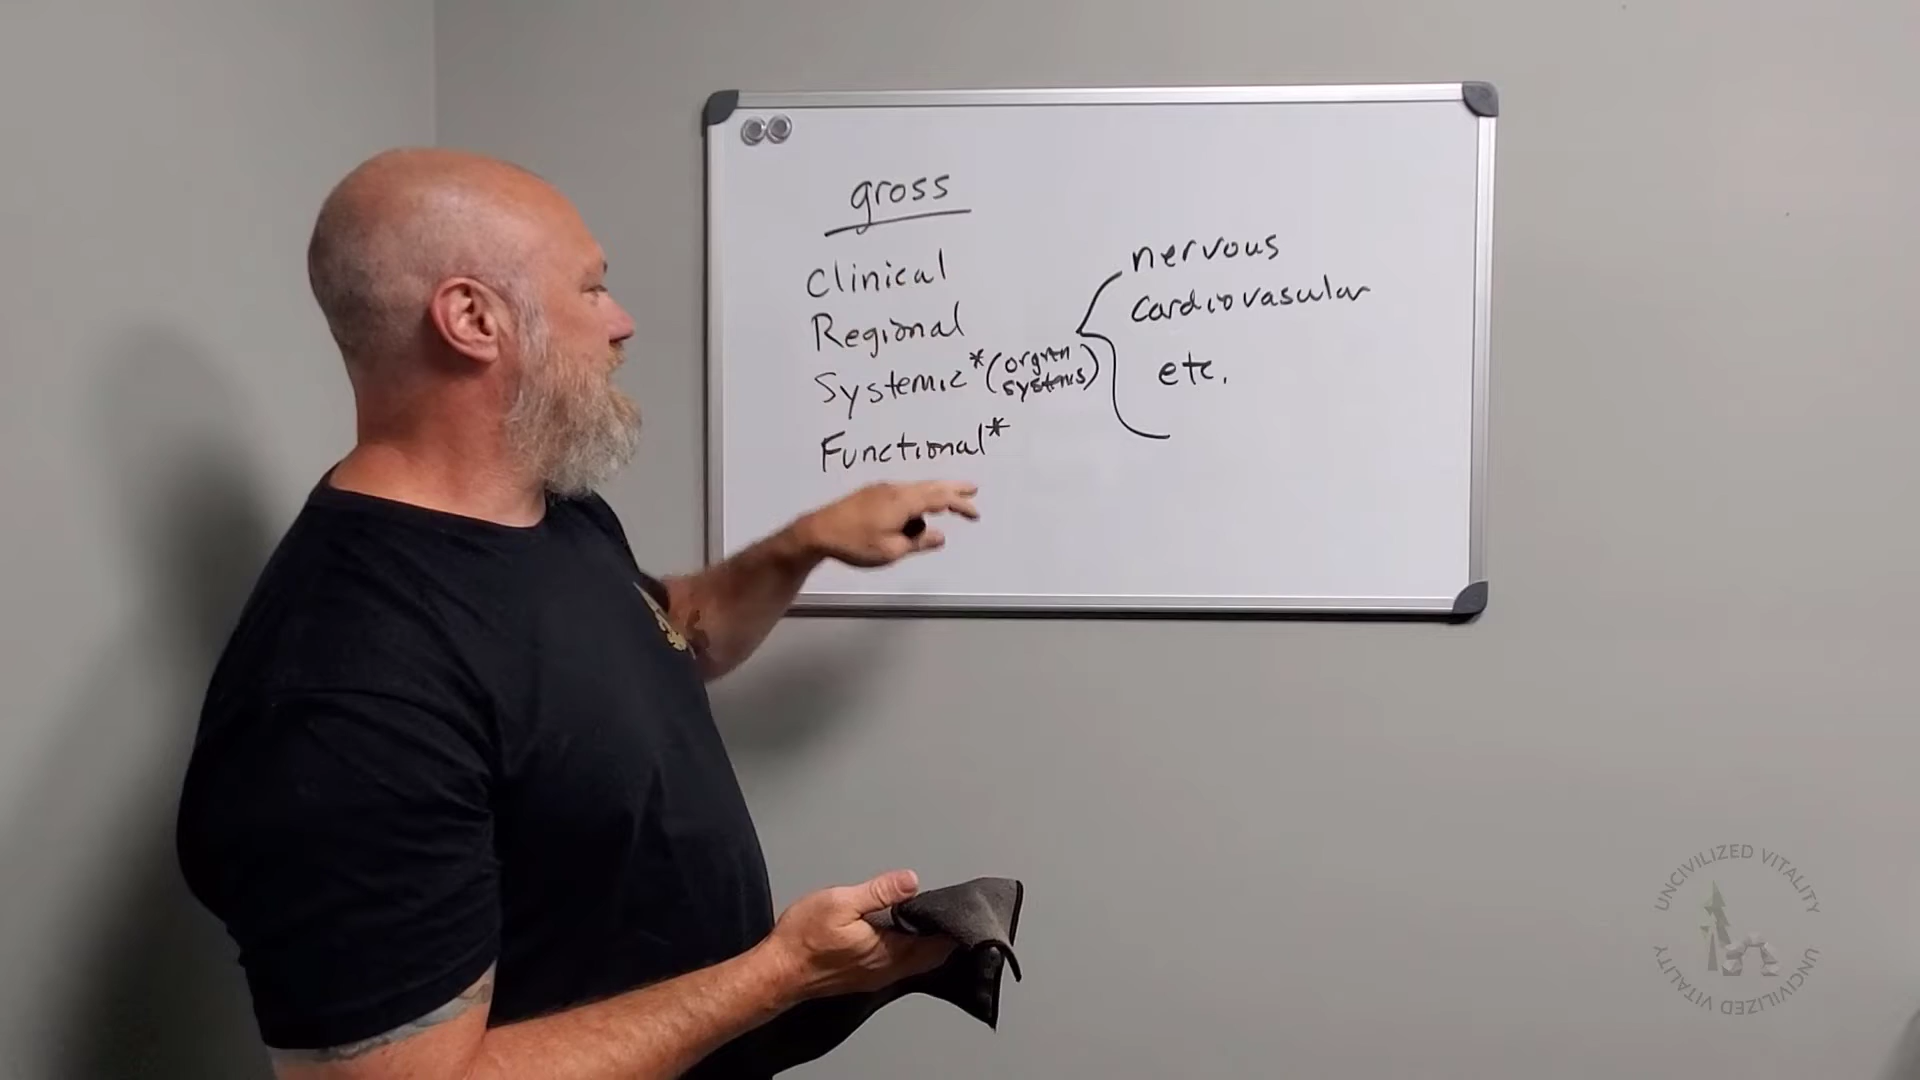 gross
Clinical
Regional
Systemic* (organ systems)
Functional*
nervous
cardiovasular
etc.
UNCIVILIZED VITALITY
UNCIVILIZED VITALITY